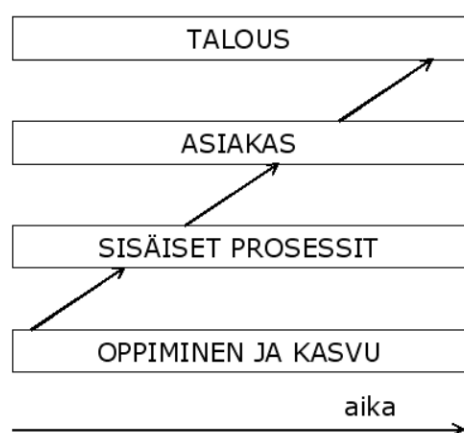 TALOUS
ASIAKAS
SISÄISET PROSESSIT
OPPIMINEN JA KASVU
aika